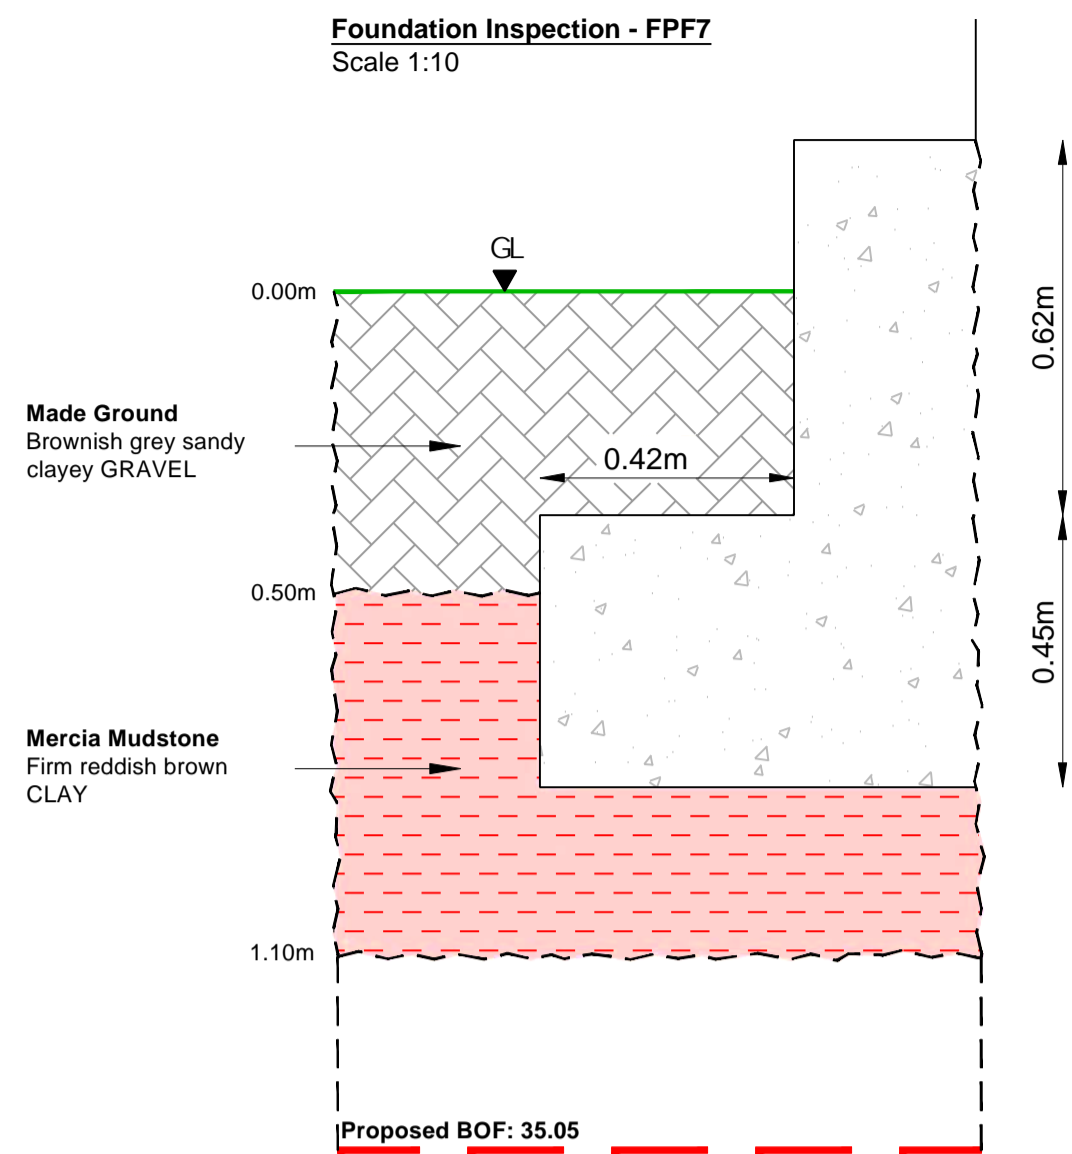 Foundation Inspection - FPF7
Scale 1:10
GL
0.00m
0.62m
Made Ground
Brownish grey sandy
clayey GRAVEL
0.42m
0.50m
0.45m
Mercia Mudstone
Firm reddish brown
CLAY
1.10m
Proposed BOF: 35.05